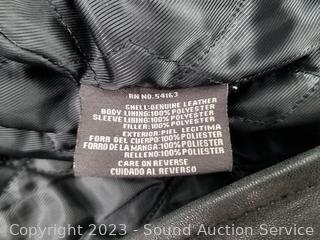 RN NO. 54163
SHELL:GENUINE LEATHER
BODY LINING:100% POLYESTER
SLEEVE LINING:100% POLYESTER
FILLER:100% POLYESTER
EXTERIOR:PIEL LEGITIMA
FORR DEL CUERPO:100% POLIESTER
FORRO DE LA MANGA:100% POLIESTER
RELLENO:100% POLIESTER
CARE ON REVERSE
CUIDADO AL REVERSO
Copyright 2023 - Sound Auction Service